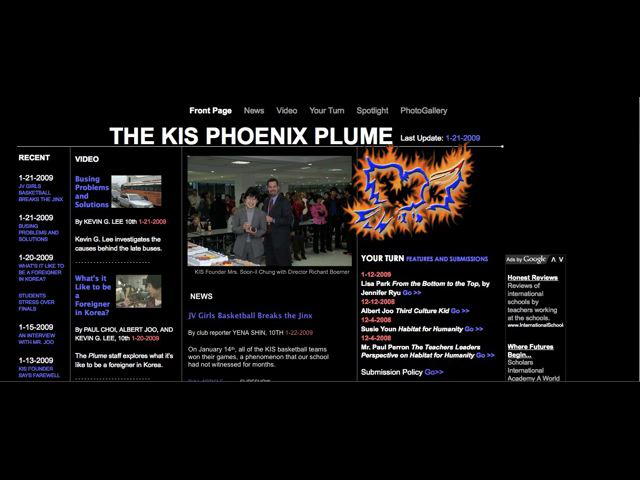 Front Page News Video Your Turn Spotlight PhotoGallery
THE KIS PHOENIX PLUME Last Update: 1-21-2009
RECENT
1-21-2009
JV GIRLS
BASKETBALL
BREAKS THE JINX
1-21-2009
BUSING
PROBLEMS AND
SOLUTIONS
1-20-2009
WHAT'S IT LIKE TO
BE A FOREIGNER
IN KOREA?
STUDENTS
STRESS OVER
FINALS
1-15-2009
AN INTERVIEW
WITH MR. JOO
1-13-2009
KIS FOUNDER
SAYS FAREWELL
VIDEO
Busing
Problems
and
Solutions
By KEVIN G. LEE 10th 1-21-2009
Kevin G. Lee investigates the
causes behind the late buses.
What's it
Like to be
a
Foreigner
in Korea?
By PAUL CHOI, ALBERT JOO, AND
KEVIN G. LEE, 10th 1-20-2009
The Plume staff explores what it's
like to be a foreigner in Korea.
KIS Founder Mrs. Soon-il Chung with Director Richard Boerner
NEWS
JV Girls Basketball Breaks the Jinx
By club reporter YENA SHIN, 10TH 1-22-2009
On January 14th, all of the KIS basketball teams
won their games, a phenomenon that our school
had not witnessed for months.
YOUR TURN FEATURES AND SUBMISSIONS
1-12-2009
Lisa Park From the Bottom to the Top, by
Jennifer Ryu Go >>
12-12-2008
Albert Joo Third Culture Kid Go >>
12-4-2008
Susie Youn Habitat for Humanity Go >>
12-4-2008
Mr. Paul Perron The Teachers Leaders
Perspective on Habitat for Humanity Go >>
Submission Policy Go>>
Ads by Google
Honest Reviews
Reviews of
international
schools by
teachers working
at the schools.
www.InternationalSchool
Where Futures
Begin...
Scholars
International
Academy A World